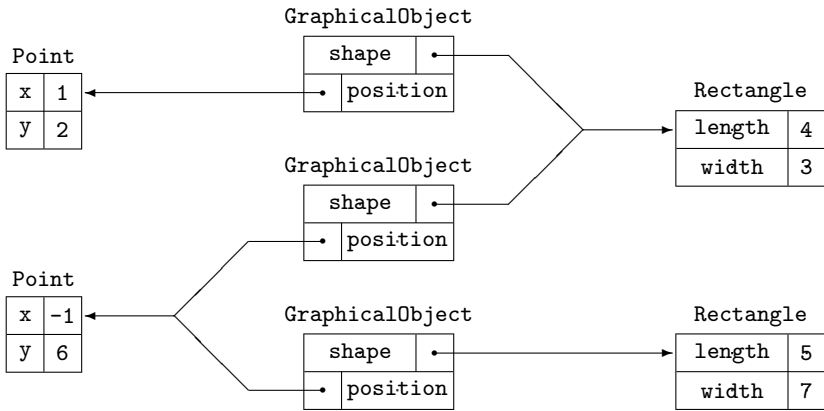 GraphicalObject
shape
position
Point
x 1
y 2
Rectangle
length 4
width 3
GraphicalObject
shape
position
Point
x -1
y 6
GraphicalObject
shape
position
Rectangle
length 5
width 7